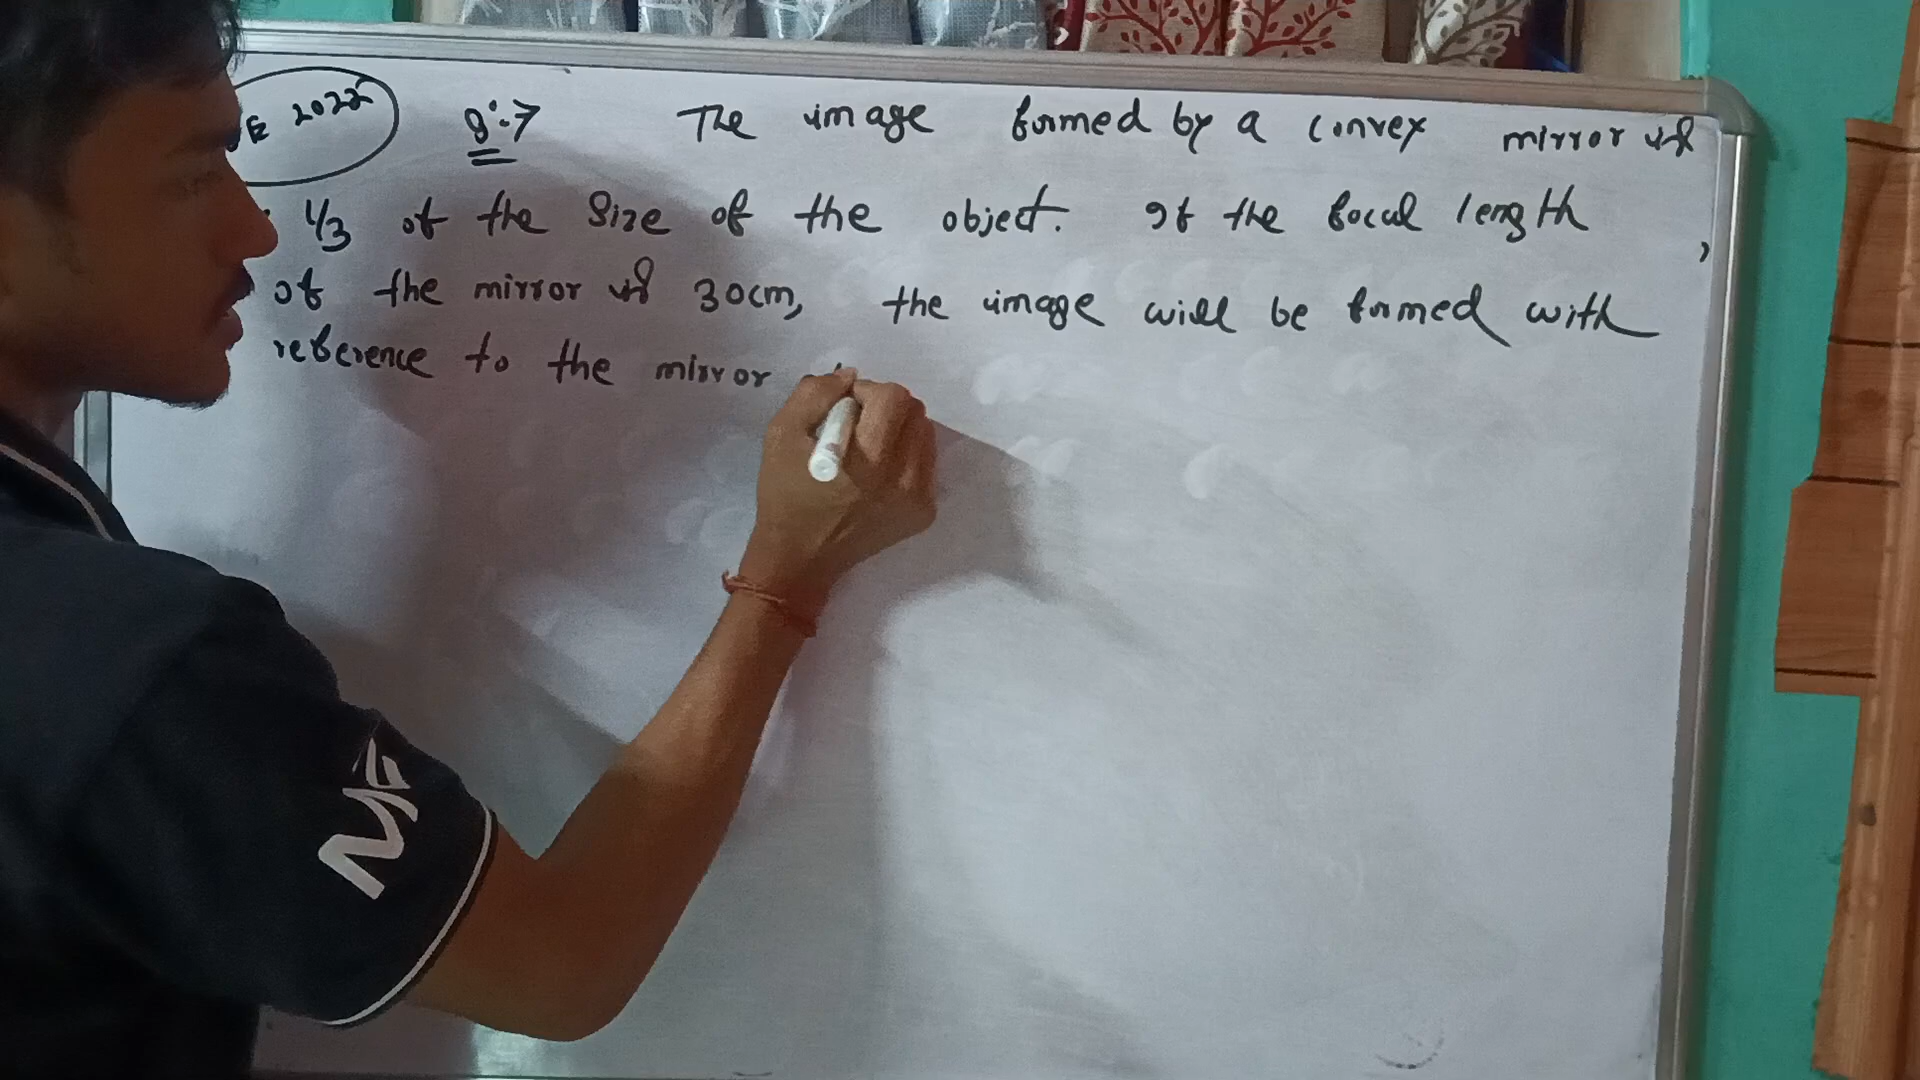 2022 Q:-7 The image formed by a convex mirror is
1/3 of the size of the object. If the focal length
of the mirror is 30cm, the image will be formed with
reference to the mirror